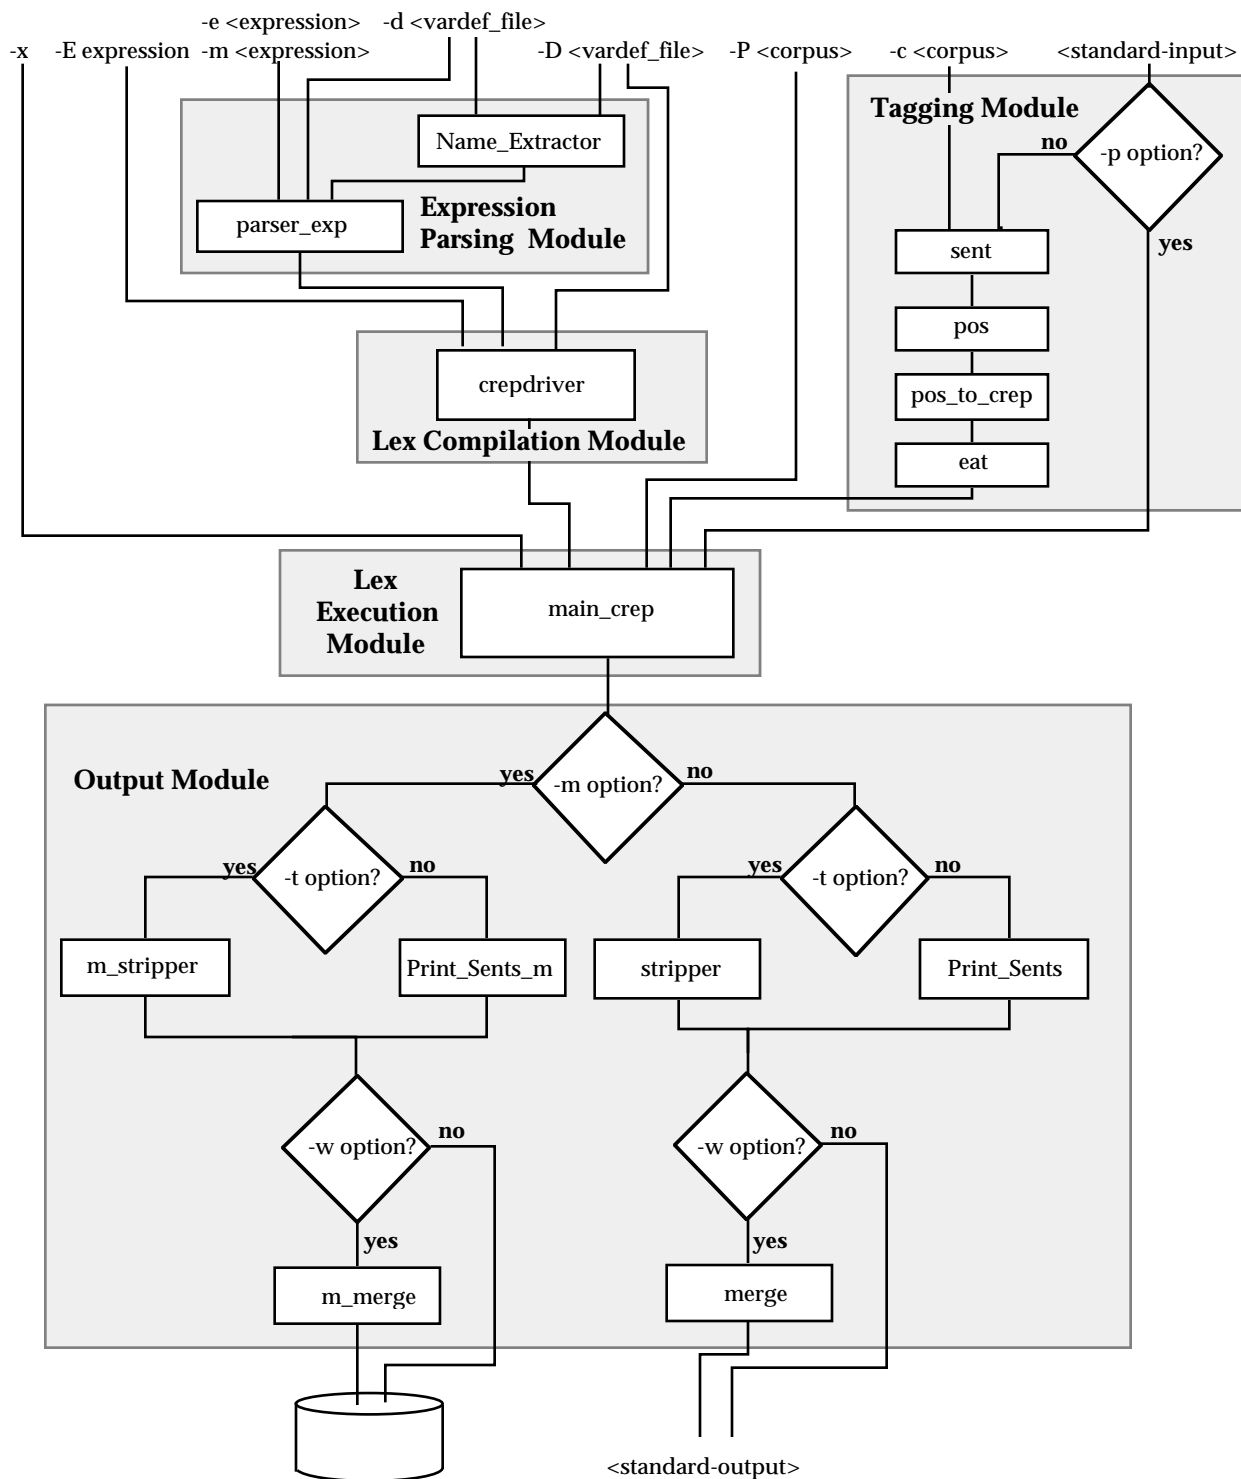 -e <expression>
-d <vardef_file>
-x
-E expression
-m <expression>
-D <vardef_file>
-P <corpus>
-c <corpus>
<standard-input>
Tagging Module
Name_Extractor
no
-p option?
Expression
Parsing Module
parser_exp
yes
sent
pos
crepdriver
pos_to_crep
Lex Compilation Module
eat
Lex
Execution
Module
main_crep
Output Module
yes
-m option?
no
yes
-t option?
no
yes
-t option?
no
m_stripper
Print_Sents_m
stripper
Print_Sents
-w option?
no
-w option?
no
yes
yes
m_merge
merge
<standard-output>